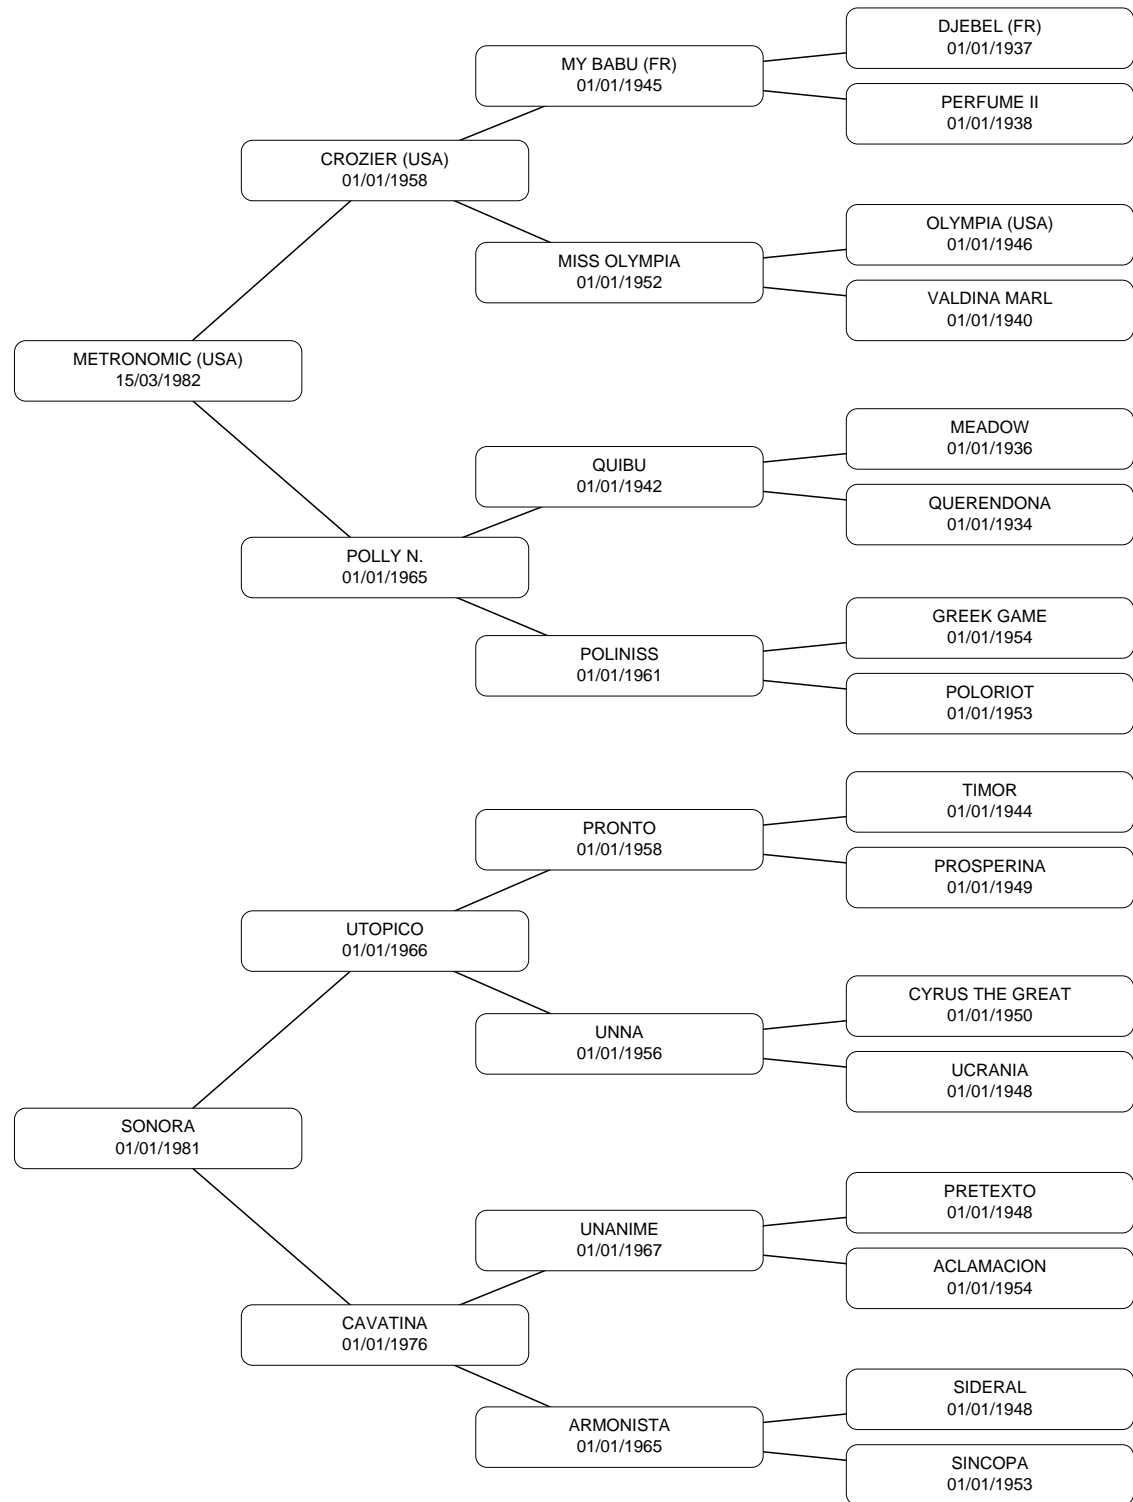 DJEBEL (FR)
01/01/1937
MY BABU (FR)
01/01/1945
PERFUME II
01/01/1938
CROZIER (USA)
01/01/1958
OLYMPIA (USA)
01/01/1946
MISS OLYMPIA
01/01/1952
VALDINA MARL
01/01/1940
METRONOMIC (USA)
15/03/1982
MEADOW
01/01/1936
QUIBU
01/01/1942
QUERENDONA
01/01/1934
POLLY N.
01/01/1965
GREEK GAME
01/01/1954
POLINISS
01/01/1961
POLORIOT
01/01/1953
TIMOR
01/01/1944
PRONTO
01/01/1958
PROSPERINA
01/01/1949
UTOPICO
01/01/1966
CYRUS THE GREAT
01/01/1950
UNNA
01/01/1956
UCRANIA
01/01/1948
SONORA
01/01/1981
PRETEXTO
01/01/1948
UNANIME
01/01/1967
ACLAMACION
01/01/1954
CAVATINA
01/01/1976
SIDERAL
01/01/1948
ARMONISTA
01/01/1965
SINCOPA
01/01/1953